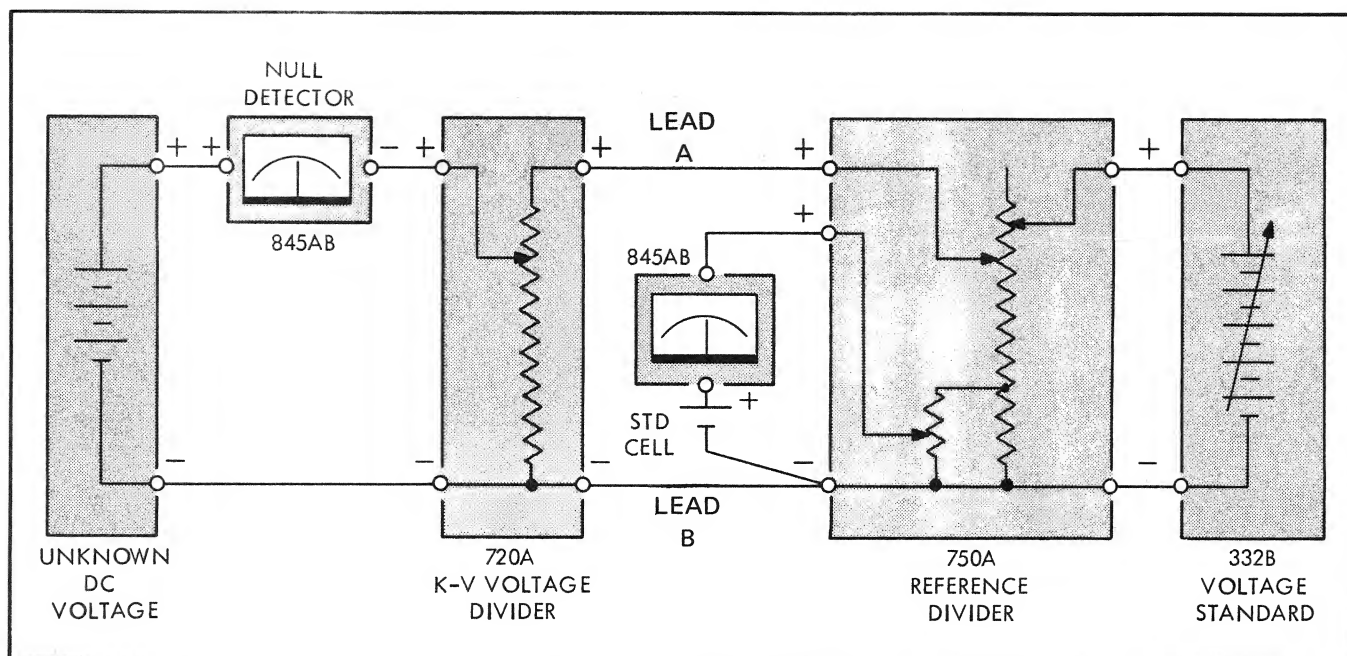 NULL
DETECTOR
+ + − +
845AB
+
LEAD
A
+
+
+
845AB
+
STD
CELL
−
−
−
LEAD
B
−
−
UNKNOWN
DC
VOLTAGE
720A
K-V VOLTAGE
DIVIDER
750A
REFERENCE
DIVIDER
332B
VOLTAGE
STANDARD